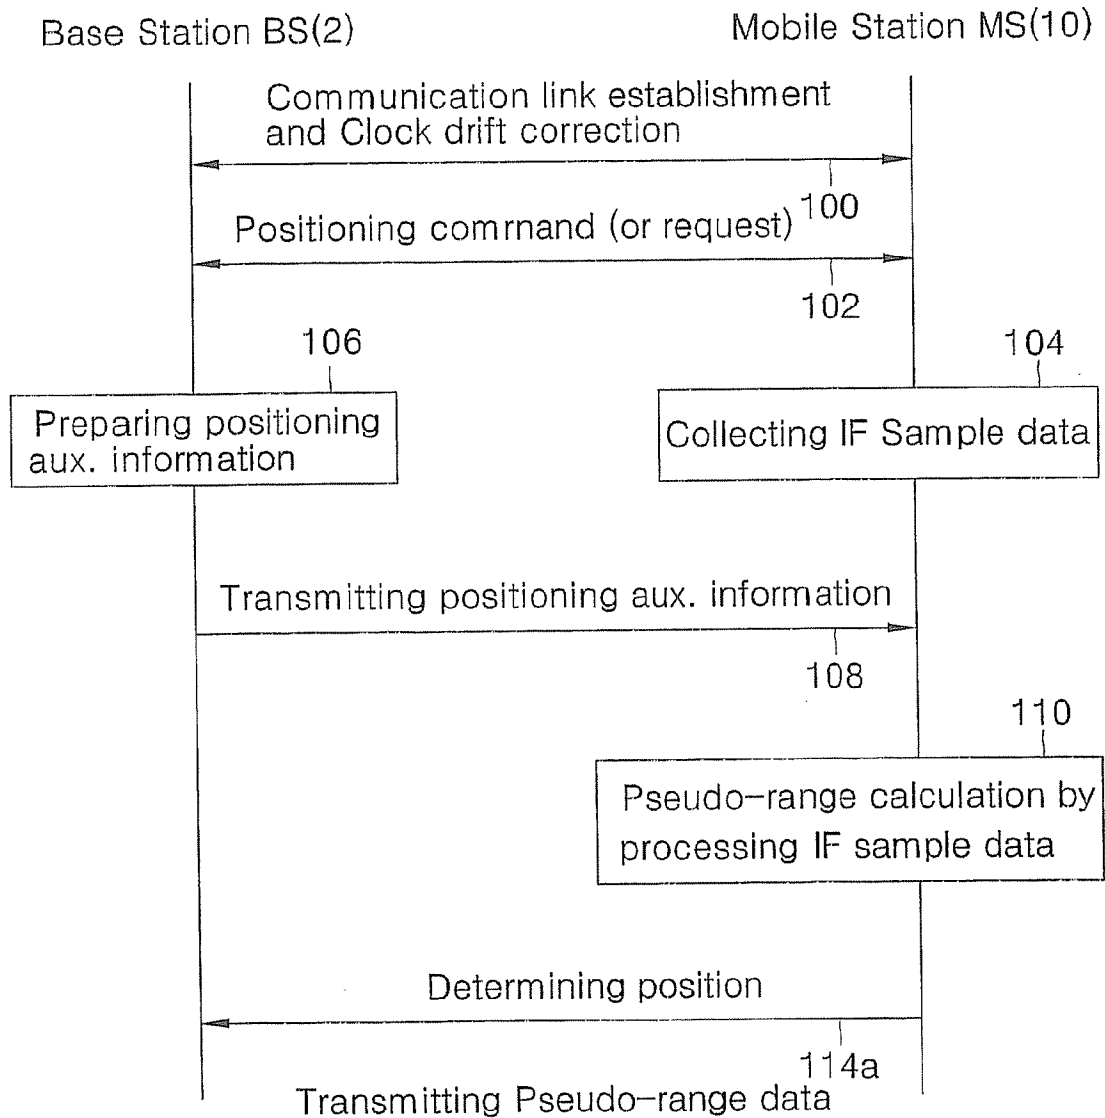 Base Station BS(2)
Mobile Station MS(10)
Communication link establishment
and Clock drift correction
100
Positioning command (or request)
102
106
104
Preparing positioning
aux. information
Collecting IF Sample data
Transmitting positioning aux. information
108
110
Pseudo-range calculation by
processing IF sample data
Determining position
114a
Transmitting Pseudo-range data